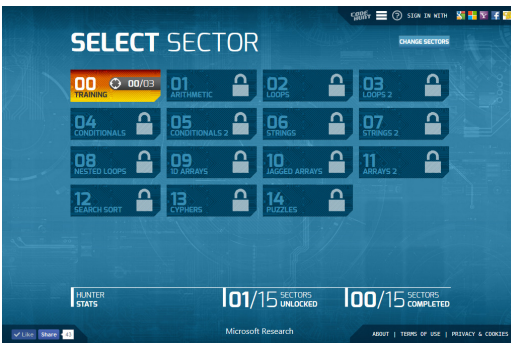 CODE HUNT
SIGN IN WITH
SELECT SECTOR
CHANGE SECTORS
00 00/03
TRAINING
01
ARITHMETIC
02
LOOPS
03
LOOPS 2
04
CONDITIONALS
05
CONDITIONALS 2
06
STRINGS
07
STRINGS 2
08
NESTED LOOPS
09
1D ARRAYS
10
JAGGED ARRAYS
11
ARRAYS 2
12
SEARCH SORT
13
CYPHERS
14
PUZZLES
HUNTER
STATS
01/15 SECTORS
UNLOCKED
00/15 SECTORS
COMPLETED
Like Share
Microsoft Research
ABOUT | TERMS OF USE | PRIVACY & COOKIES